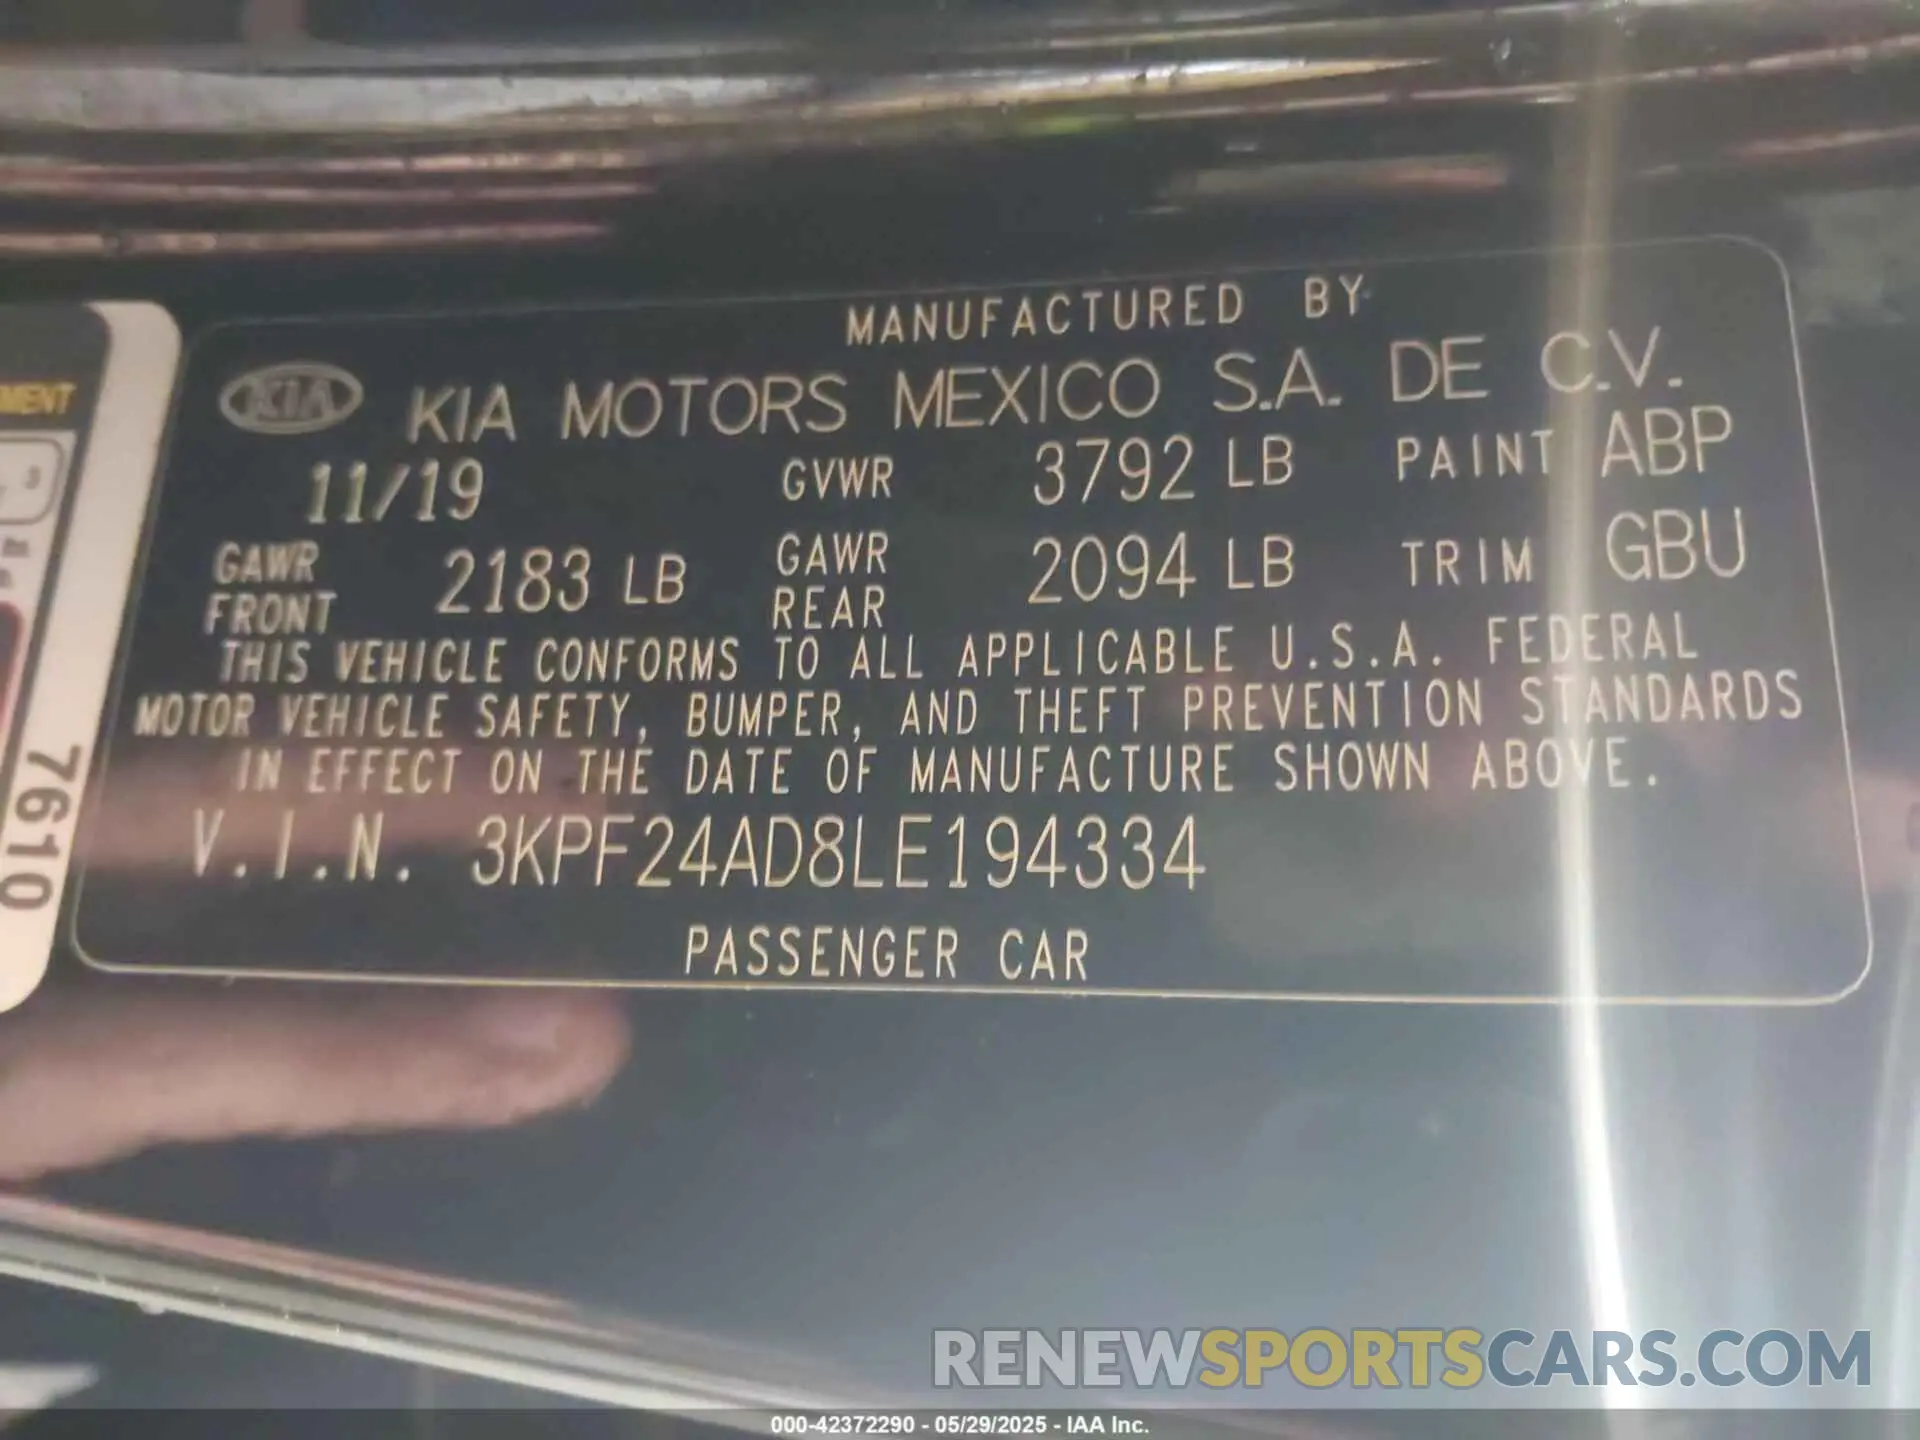 MANUFACTURED BY
KIA KIA MOTORS MEXICO S.A. DE C.V.
11/19 GVWR 3792 LB PAINT ABP
GAWR FRONT 2183 LB GAWR REAR 2094 LB TRIM GBU
THIS VEHICLE CONFORMS TO ALL APPLICABLE U.S.A. FEDERAL
MOTOR VEHICLE SAFETY, BUMPER, AND THEFT PREVENTION STANDARDS
IN EFFECT ON THE DATE OF MANUFACTURE SHOWN ABOVE.
V.I.N. 3KPF24AD8LE194334
PASSENGER CAR
MENT
3
7610
RENEWSPORTSCARS.COM
000-42372290 - 05/29/2025 - IAA Inc.